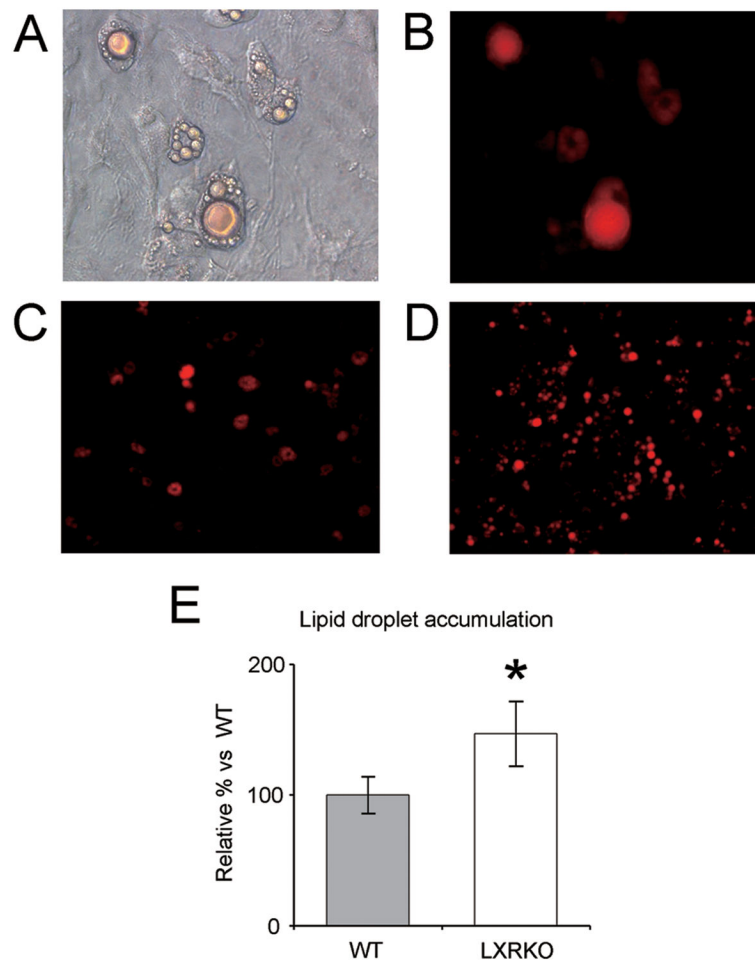 A
B
C
D
E
Lipid droplet accumulation
Relative % vs WT
200
*
100
0
WT LXRKO